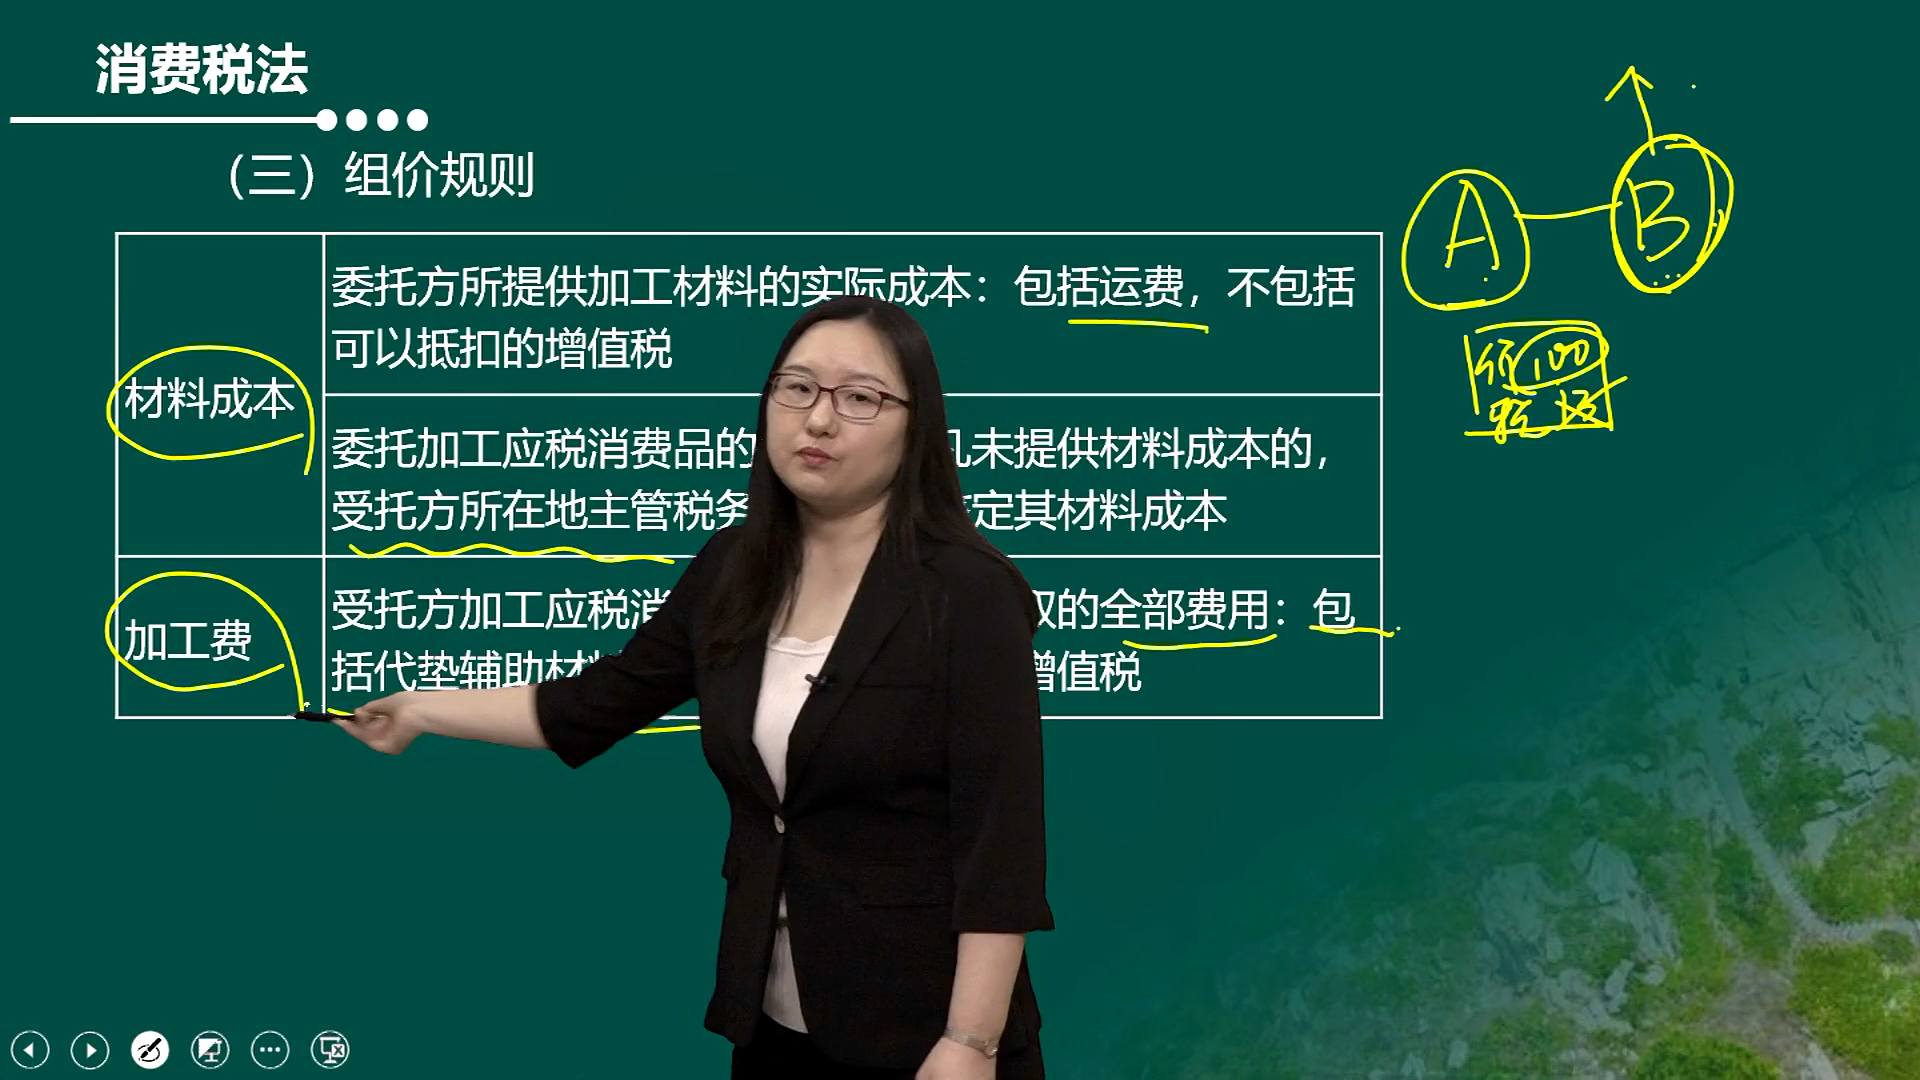 消费税法
（三）组价规则
材料成本
委托方所提供加工材料的实际成本：包括运费，不包括
可以抵扣的增值税
委托加工应税消费品的 未提供材料成本的，
受托方所在地主管税务 定其材料成本
加工费
受托方加工应税消 的全部费用：包
括代垫辅助材 增值税
A
B
价 100
税